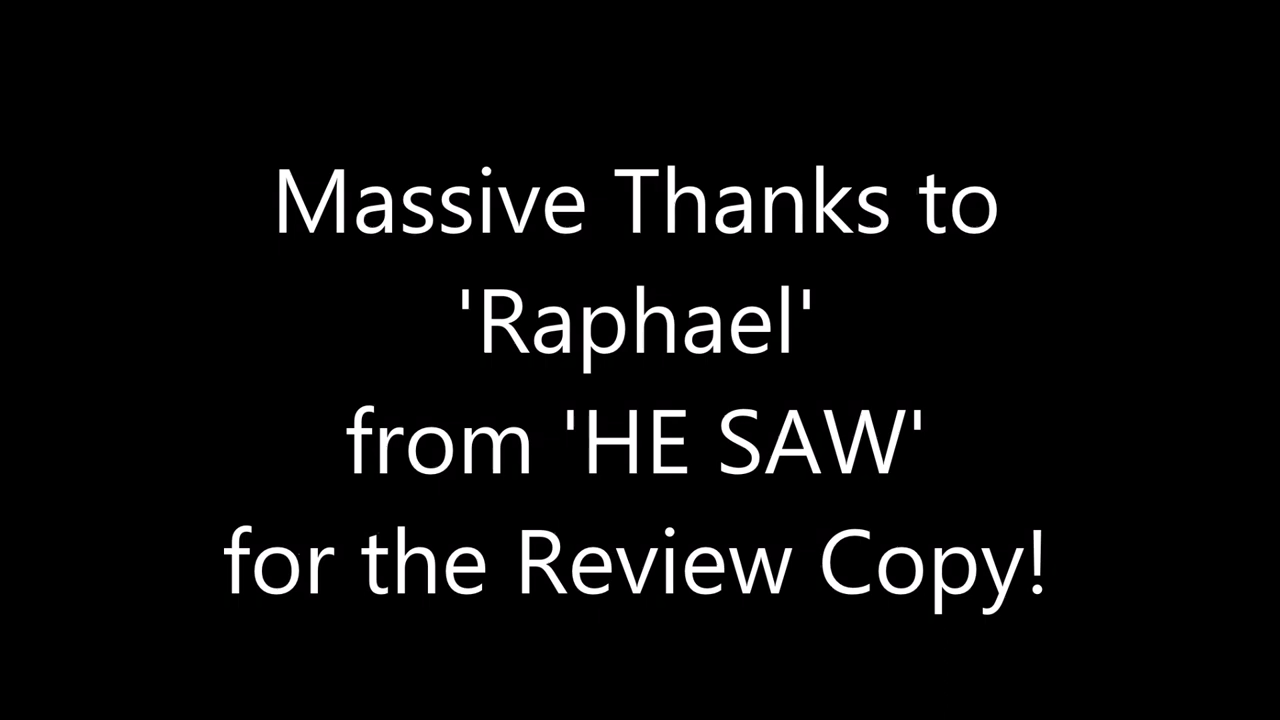 Massive Thanks to
'Raphael'
from 'HE SAW'
for the Review Copy!